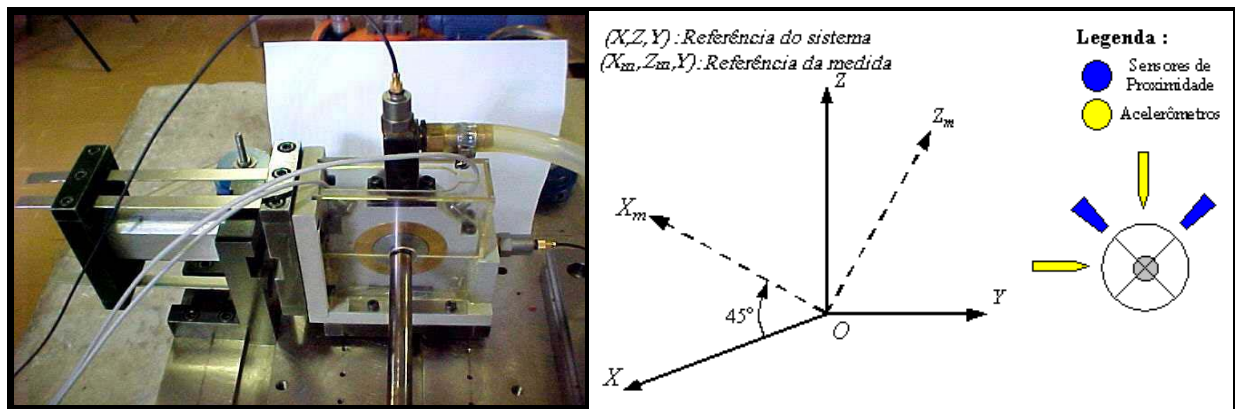 (X,Z,Y) : Referência do sistema
(Xm,Zm,Y): Referência da medida
Legenda :
Sensores de
Proximidade
Acelerômetros
Z
Zm
Xm
45°
Y
O
X